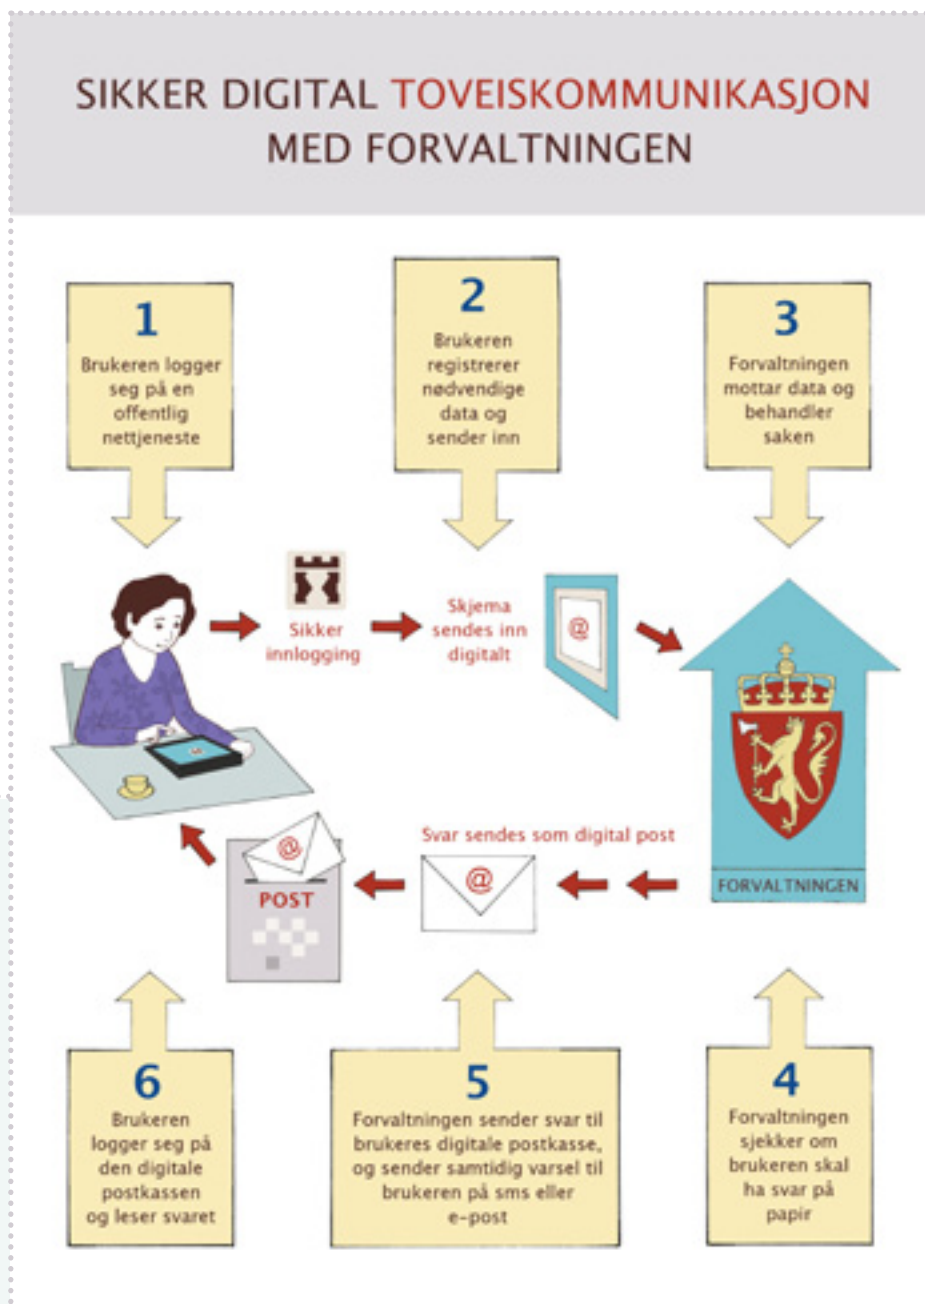 SIKKER DIGITAL TOVEISKOMMUNIKASJON
MED FORVALTNINGEN
1
Brukeren logger
seg på en
offentlig
nettjeneste
2
Brukeren
registrerer
nødvendige
data og
sender inn
3
Forvaltningen
mottar data og
behandler
saken
Sikker
innlogging
Skjema
sendes inn
digitalt
@
@
FORVALTNINGEN
Svar sendes som digital post
@
@
POST
6
Brukeren
logger seg på
den digitale
postkassen
og leser svaret
5
Forvaltningen sender svar til
brukeres digitale postkasse,
og sender samtidig varsel til
brukeren på sms eller
e-post
4
Forvaltningen
sjekker om
brukeren skal
ha svar på
papir